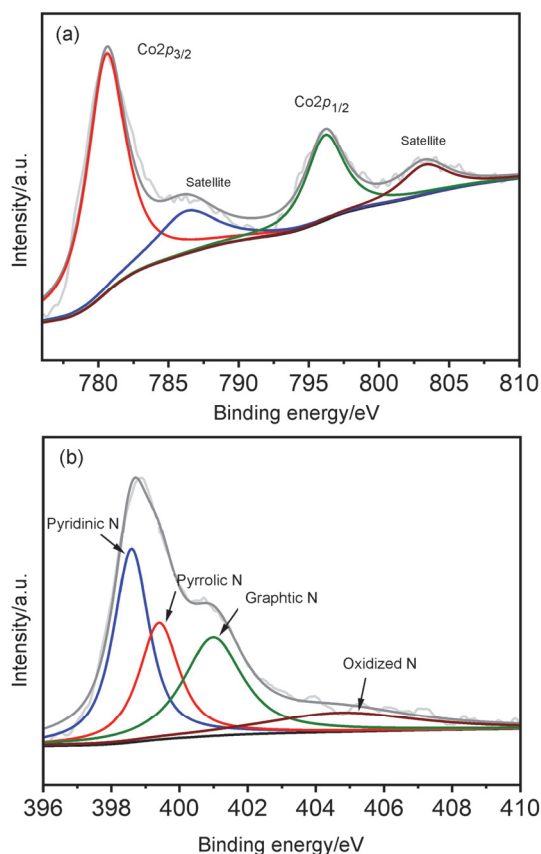 (a)
Co2p3/2
Co2p1/2
Satellite
Satellite
Intensity/a.u.
780 785 790 795 800 805 810
Binding energy/eV
(b)
Pyridinic N
Pyrrolic N
Graphtic N
Oxidized N
Intensity/a.u.
396 398 400 402 404 406 408 410
Binding energy/eV